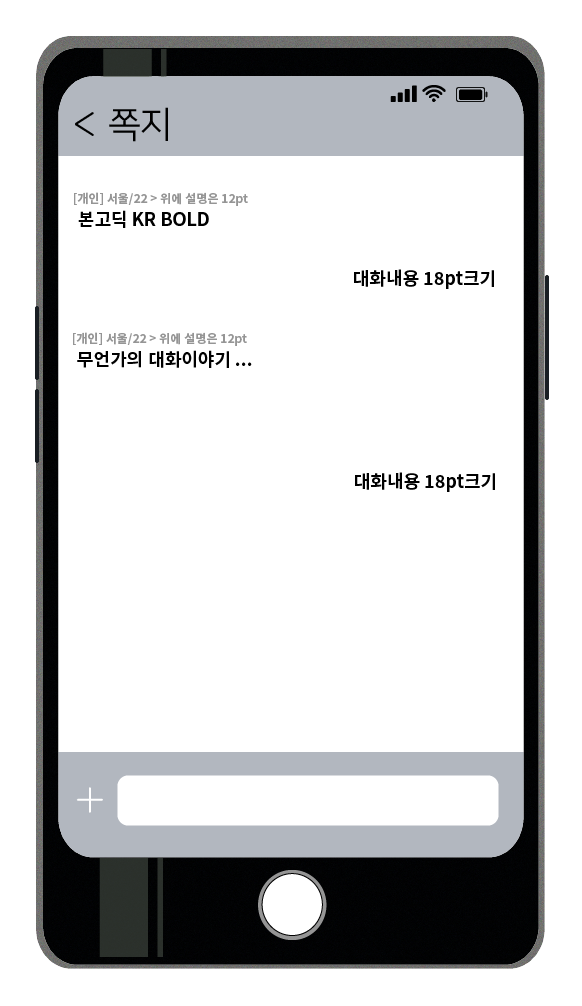 < 쪽지
[개인] 서울/22 > 위에 설명은 12pt
본고딕 KR BOLD
대화내용 18pt크기
[개인] 서울/22 > 위에 설명은 12pt
무언가의 대화이야기 ...
대화내용 18pt크기